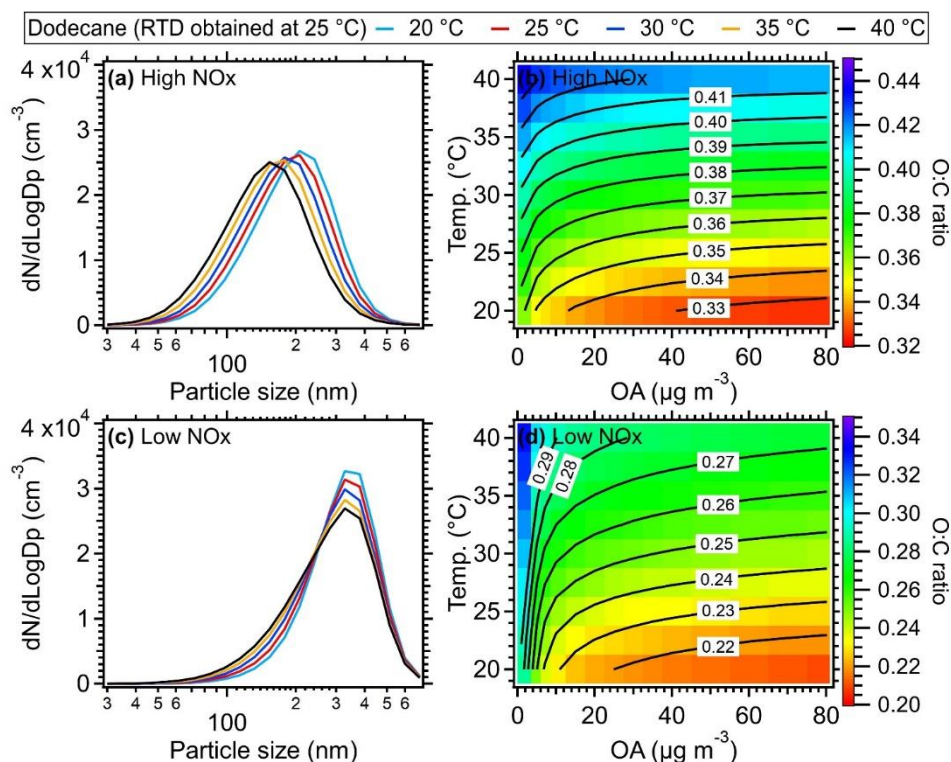 Dodecane (RTD obtained at 25 °C) 20 °C 25 °C 30 °C 35 °C 40 °C
(a) High NOx
dN/dLogDp (cm⁻³)
4 x10⁴
3
2
1
0
3 4 5 6 100 2 3 4 5 6
Particle size (nm)
(b) High NOx
Temp. (°C)
40
35
30
25
20
0.41
0.40
0.39
0.38
0.37
0.36
0.35
0.34
0.33
0 20 40 60 80
OA (µg m⁻³)
0.44
0.42
0.40
0.38
0.36
0.34
0.32
O:C ratio
(c) Low NOx
dN/dLogDp (cm⁻³)
4 x10⁴
3
2
1
0
3 4 5 6 100 2 3 4 5 6
Particle size (nm)
(d) Low NOx
Temp. (°C)
40
35
30
25
20
0.29
0.28
0.27
0.26
0.25
0.24
0.23
0.22
0 20 40 60 80
OA (µg m⁻³)
0.34
0.32
0.30
0.28
0.26
0.24
0.22
0.20
O:C ratio